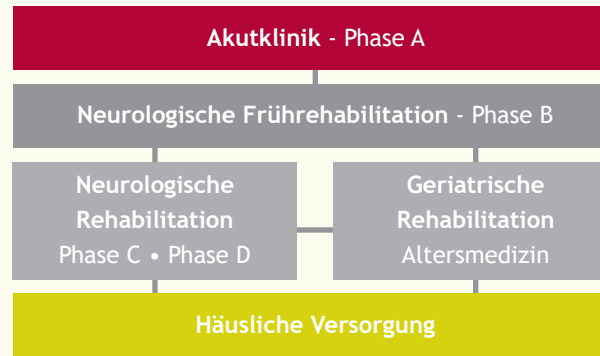 Akutklinik - Phase A
Neurologische Frührehabilitation - Phase B
Neurologische
Rehabilitation
Phase C • Phase D
Geriatrische
Rehabilitation
Altersmedizin
Häusliche Versorgung